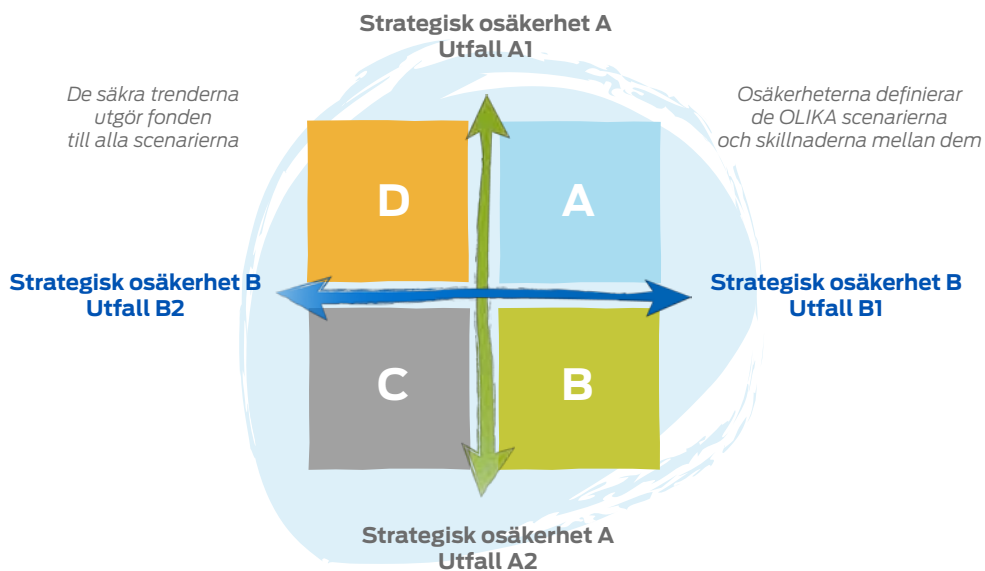 Strategisk osäkerhet A
Utfall A1
De säkra trenderna
utgör fonden
till alla scenarierna
Osäkerheterna definierar
de OLIKA scenarierna
och skillnaderna mellan dem
D
A
Strategisk osäkerhet B
Utfall B2
Strategisk osäkerhet B
Utfall B1
C
B
Strategisk osäkerhet A
Utfall A2